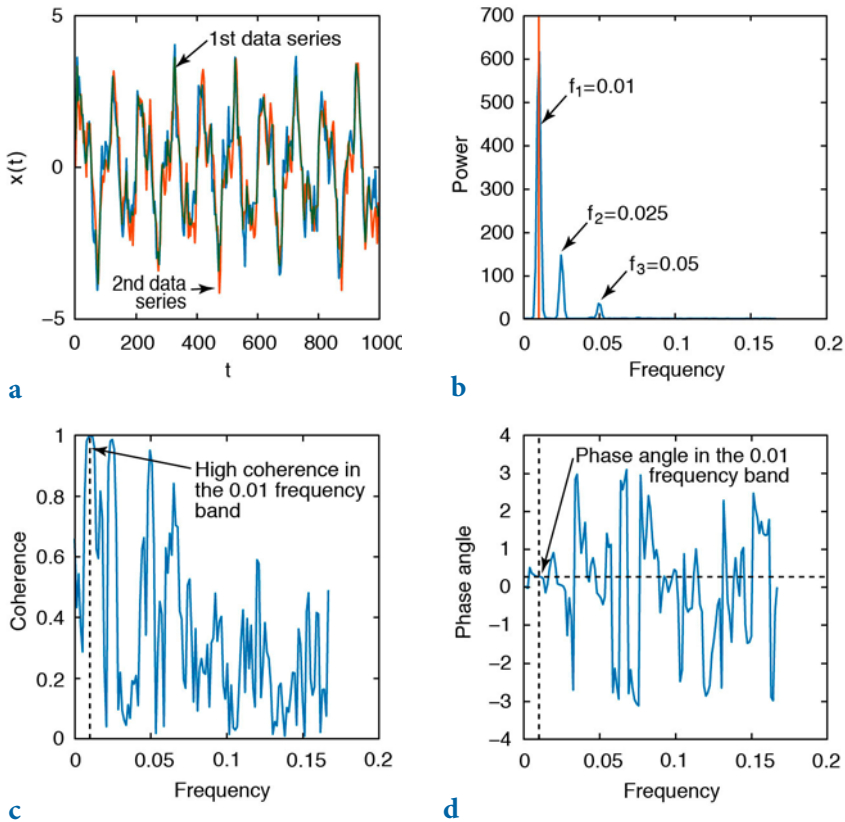 5
0
−5
x(t)
1st data series
2nd data
series
0
200
400
600
800
1000
t
a
700
600
500
400
300
200
100
0
Power
f1=0.01
f2=0.025
f3=0.05
0
0.05
0.1
0.15
0.2
Frequency
b
1
0.8
0.6
0.4
0.2
0
Coherence
High coherence in
the 0.01 frequency
band
0
0.05
0.1
0.15
0.2
Frequency
c
4
3
2
1
0
−1
−2
−3
−4
Phase angle
Phase angle in the 0.01
frequency band
0
0.05
0.1
0.15
0.2
Frequency
d